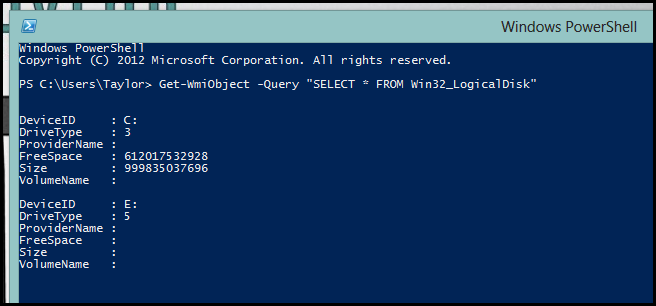 Windows PowerShell
Windows PowerShell
Copyright (C) 2012 Microsoft Corporation. All rights reserved.
PS C:\Users\Taylor> Get-WmiObject -Query "SELECT * FROM Win32_LogicalDisk"
DeviceID     : C:
DriveType    : 3
ProviderName :
FreeSpace    : 612017532928
Size         : 999835037696
VolumeName   :
DeviceID     : E:
DriveType    : 5
ProviderName :
FreeSpace    :
Size         :
VolumeName   :